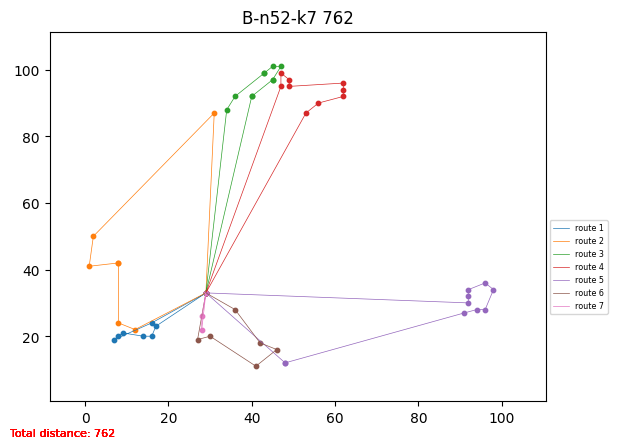 B-n52-k7 762
100
80
60
40
20
0 20 40 60 80 100
route 1
route 2
route 3
route 4
route 5
route 6
route 7
Total distance: 762